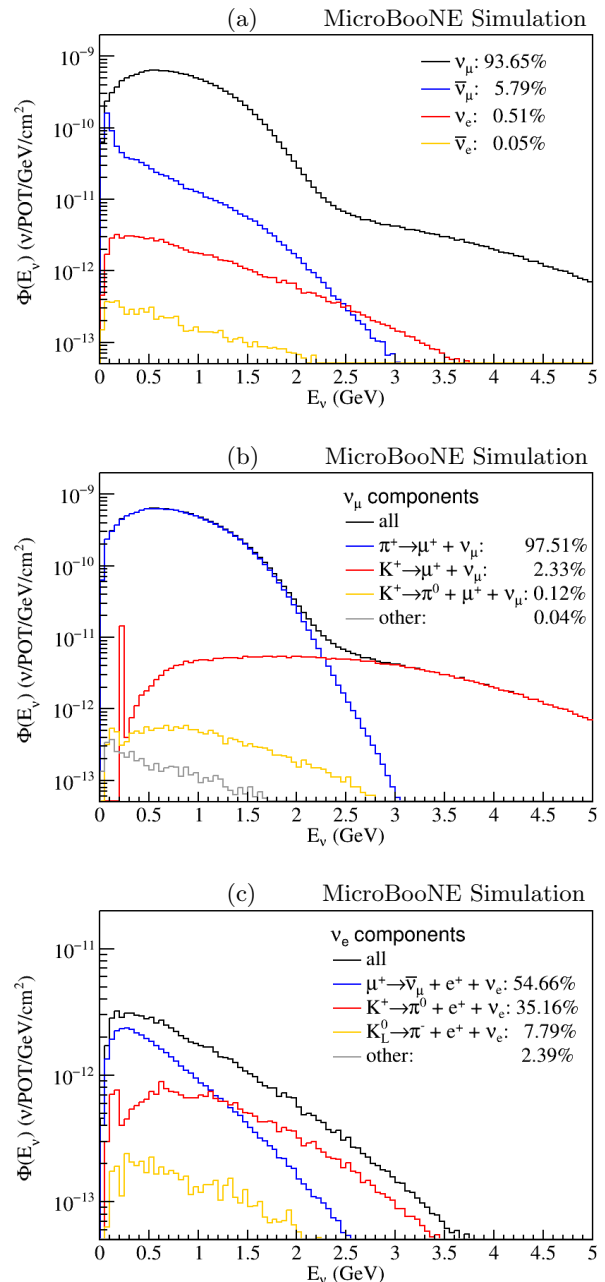 (a) MicroBooNE Simulation
10⁻⁹
10⁻¹⁰
10⁻¹¹
10⁻¹²
10⁻¹³
Φ(E_ν) (ν/POT/GeV/cm²)
ν_μ: 93.65%
ν̅_μ: 5.79%
ν_e: 0.51%
ν̅_e: 0.05%
0 0.5 1 1.5 2 2.5 3 3.5 4 4.5 5
E_ν (GeV)
(b) MicroBooNE Simulation
10⁻⁹
10⁻¹⁰
10⁻¹¹
10⁻¹²
10⁻¹³
Φ(E_ν) (ν/POT/GeV/cm²)
ν_μ components
all
π⁺→μ⁺ + ν_μ: 97.51%
K⁺→μ⁺ + ν_μ: 2.33%
K⁺→π⁰ + μ⁺ + ν_μ: 0.12%
other: 0.04%
0 0.5 1 1.5 2 2.5 3 3.5 4 4.5 5
E_ν (GeV)
(c) MicroBooNE Simulation
10⁻¹¹
10⁻¹²
10⁻¹³
Φ(E_ν) (ν/POT/GeV/cm²)
ν_e components
all
μ⁺→ν̅_μ + e⁺ + ν_e: 54.66%
K⁺→π⁰ + e⁺ + ν_e: 35.16%
K⁰_L→π⁻ + e⁺ + ν_e: 7.79%
other: 2.39%
0 0.5 1 1.5 2 2.5 3 3.5 4 4.5 5
E_ν (GeV)